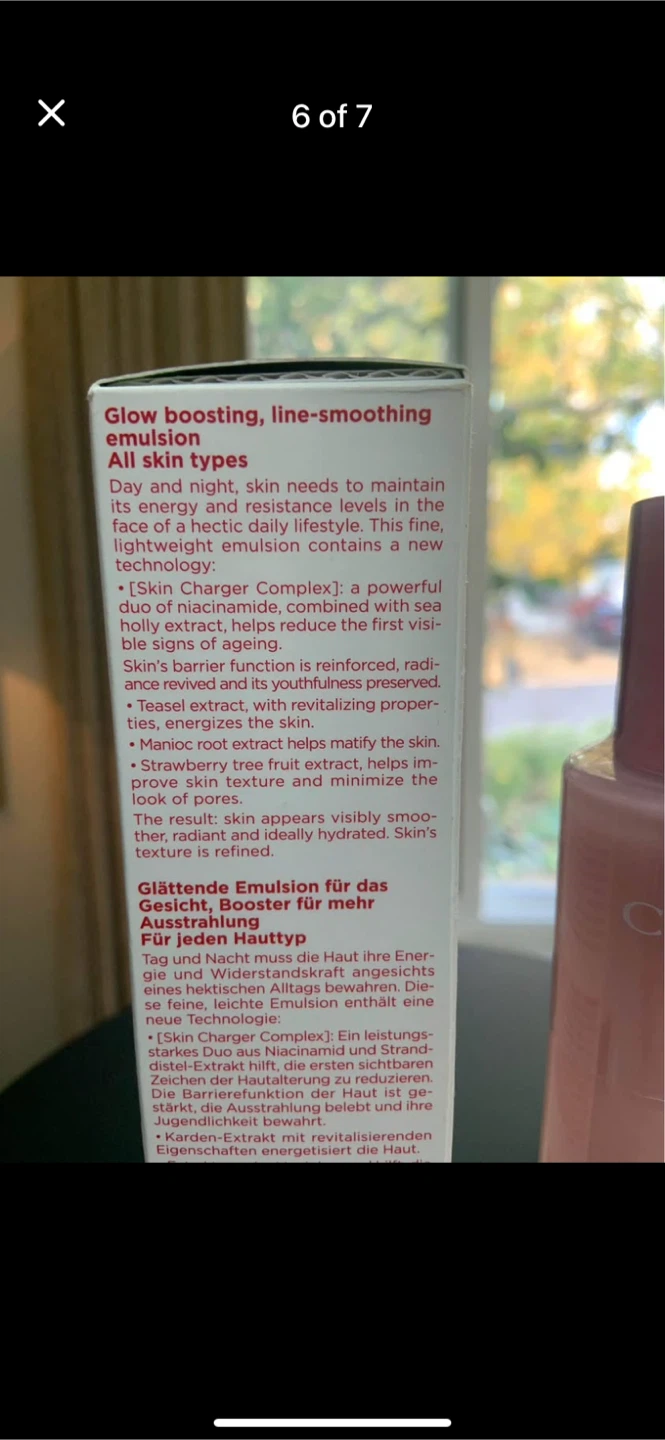 6 of 7
Glow boosting, line-smoothing
emulsion
All skin types
Day and night, skin needs to maintain
its energy and resistance levels in the
face of a hectic daily lifestyle. This fine,
lightweight emulsion contains a new
technology:
• [Skin Charger Complex]: a powerful
duo of niacinamide, combined with sea
holly extract, helps reduce the first visi-
ble signs of ageing.
Skin's barrier function is reinforced, radi-
ance revived and its youthfulness preserved.
• Teasel extract, with revitalizing proper-
ties, energizes the skin.
• Manioc root extract helps matify the skin.
• Strawberry tree fruit extract, helps im-
prove skin texture and minimize the
look of pores.
The result: skin appears visibly smoo-
ther, radiant and ideally hydrated. Skin's
texture is refined.
Glättende Emulsion für das
Gesicht, Booster für mehr
Ausstrahlung
Für jeden Hauttyp
Tag und Nacht muss die Haut ihre Ener-
gie und Widerstandskraft angesichts
eines hektischen Alltags bewahren. Die-
se feine, leichte Emulsion enthält eine
neue Technologie:
• [Skin Charger Complex]: Ein leistungs-
starkes Duo aus Niacinamid und Strand-
distel-Extrakt hilft, die ersten sichtbaren
Zeichen der Hautalterung zu reduzieren.
Die Barrierefunktion der Haut ist ge-
stärkt, die Ausstrahlung belebt und ihre
Jugendlichkeit bewahrt.
• Karden-Extrakt mit revitalisierenden
Eigenschaften energetisiert die Haut.
C